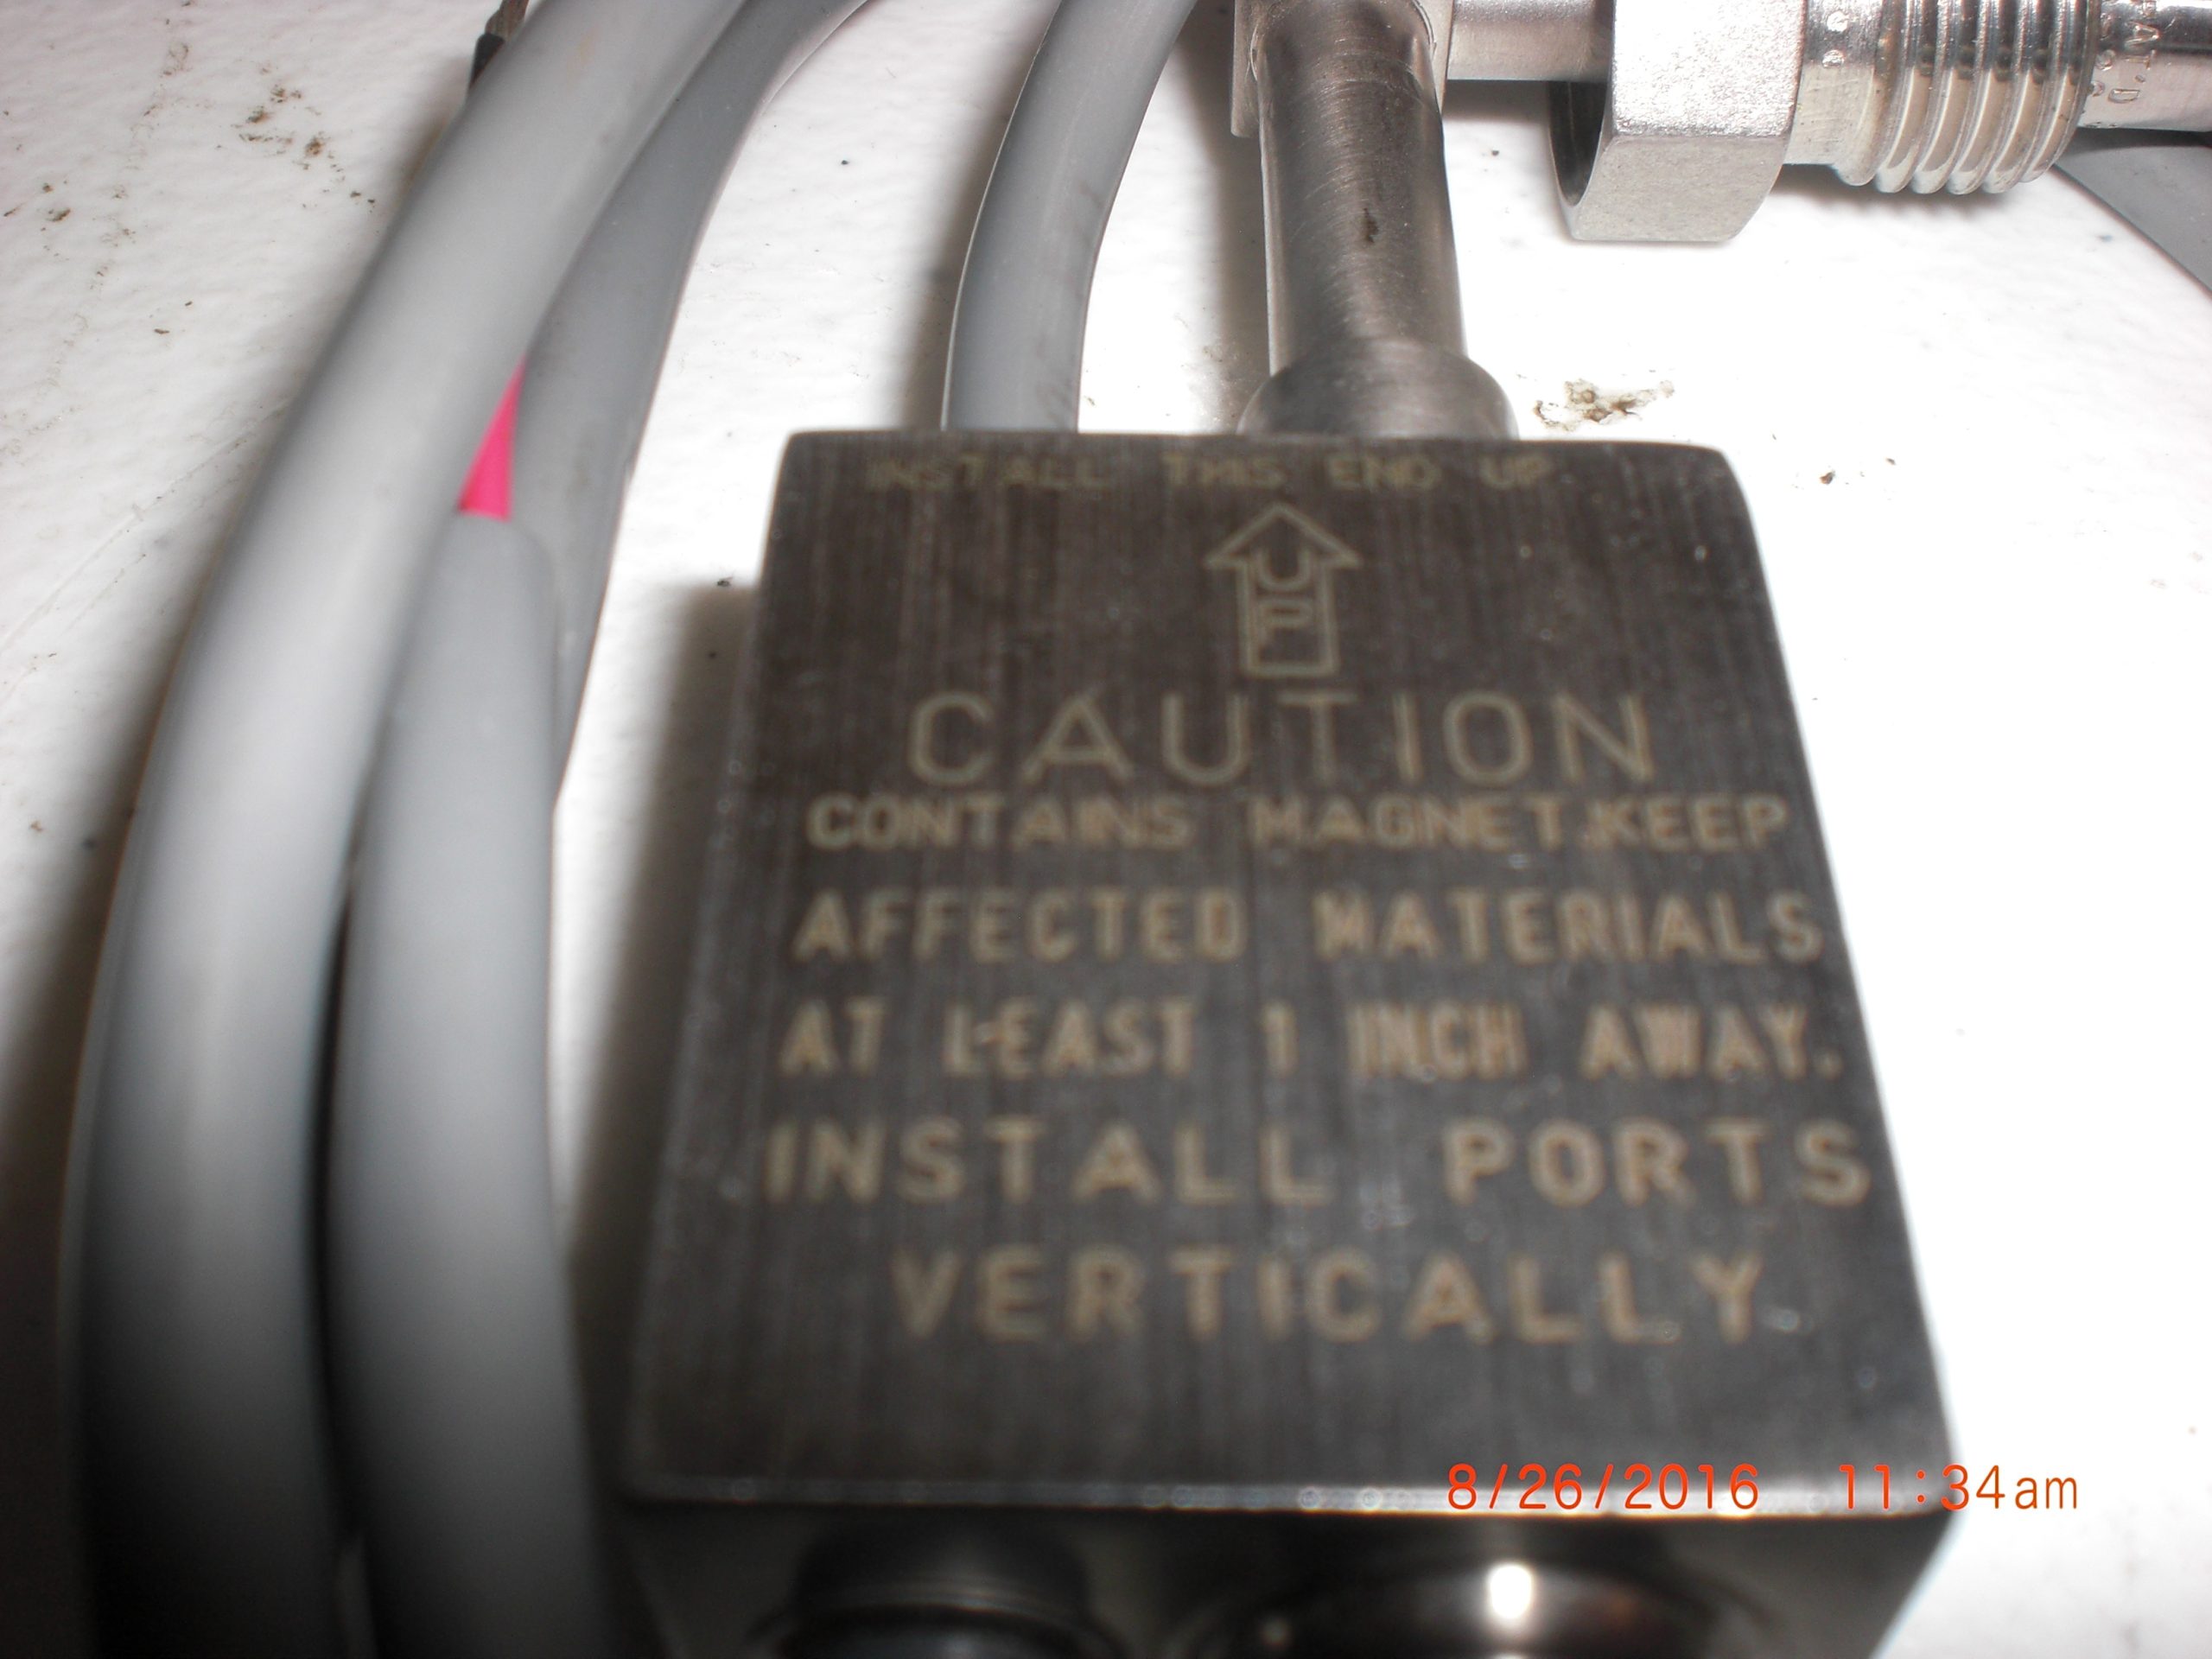 INSTALL THIS END UP
UP
CAUTION
CONTAINS MAGNET.KEEP
AFFECTED MATERIALS
AT LEAST 1 INCH AWAY.
INSTALL PORTS
VERTICALLY
8/26/2016 11:34am